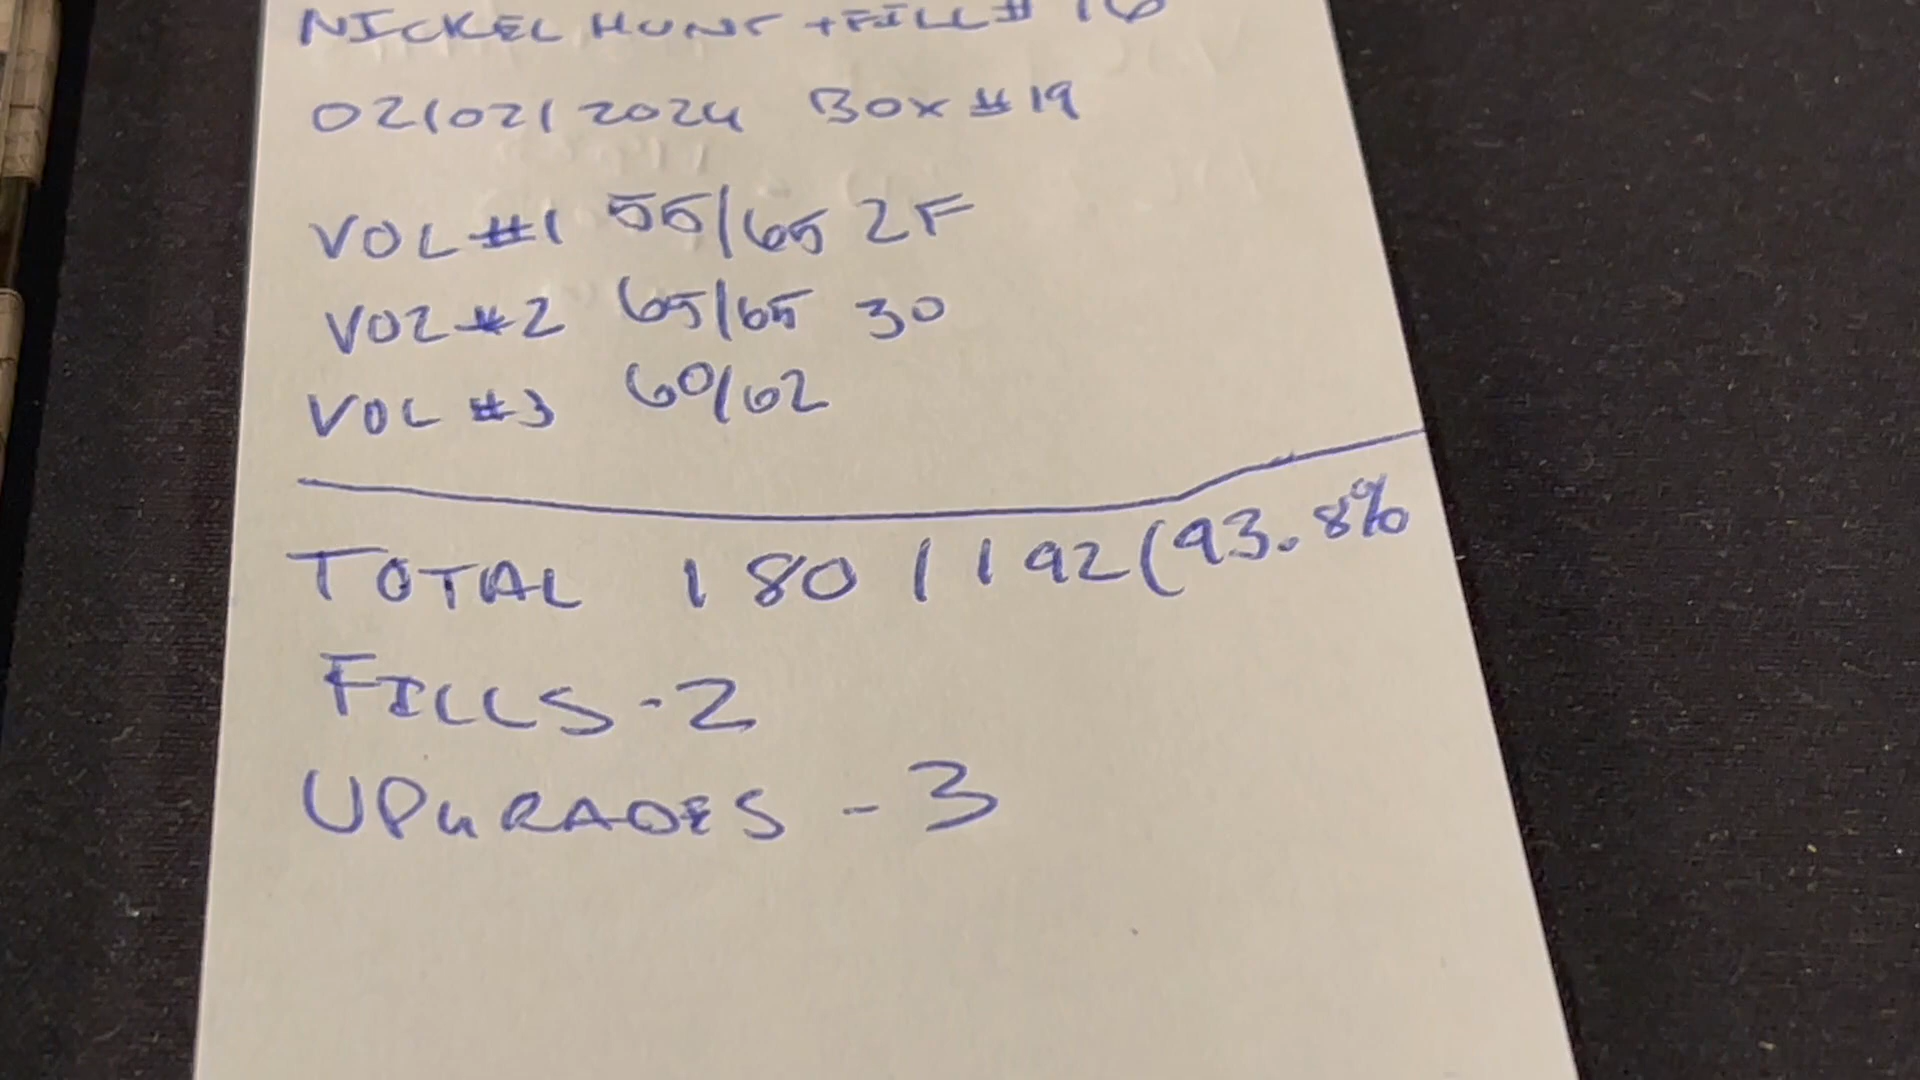 NICKEL HUNT + FILL # 16
02/02/2024 BOX #19
VOL #1 55/65 2F
VOL #2 65/65 30
VOL #3 60/62
TOTAL 180/192 (93.8%
FILLS - 2
UPGRADES - 3